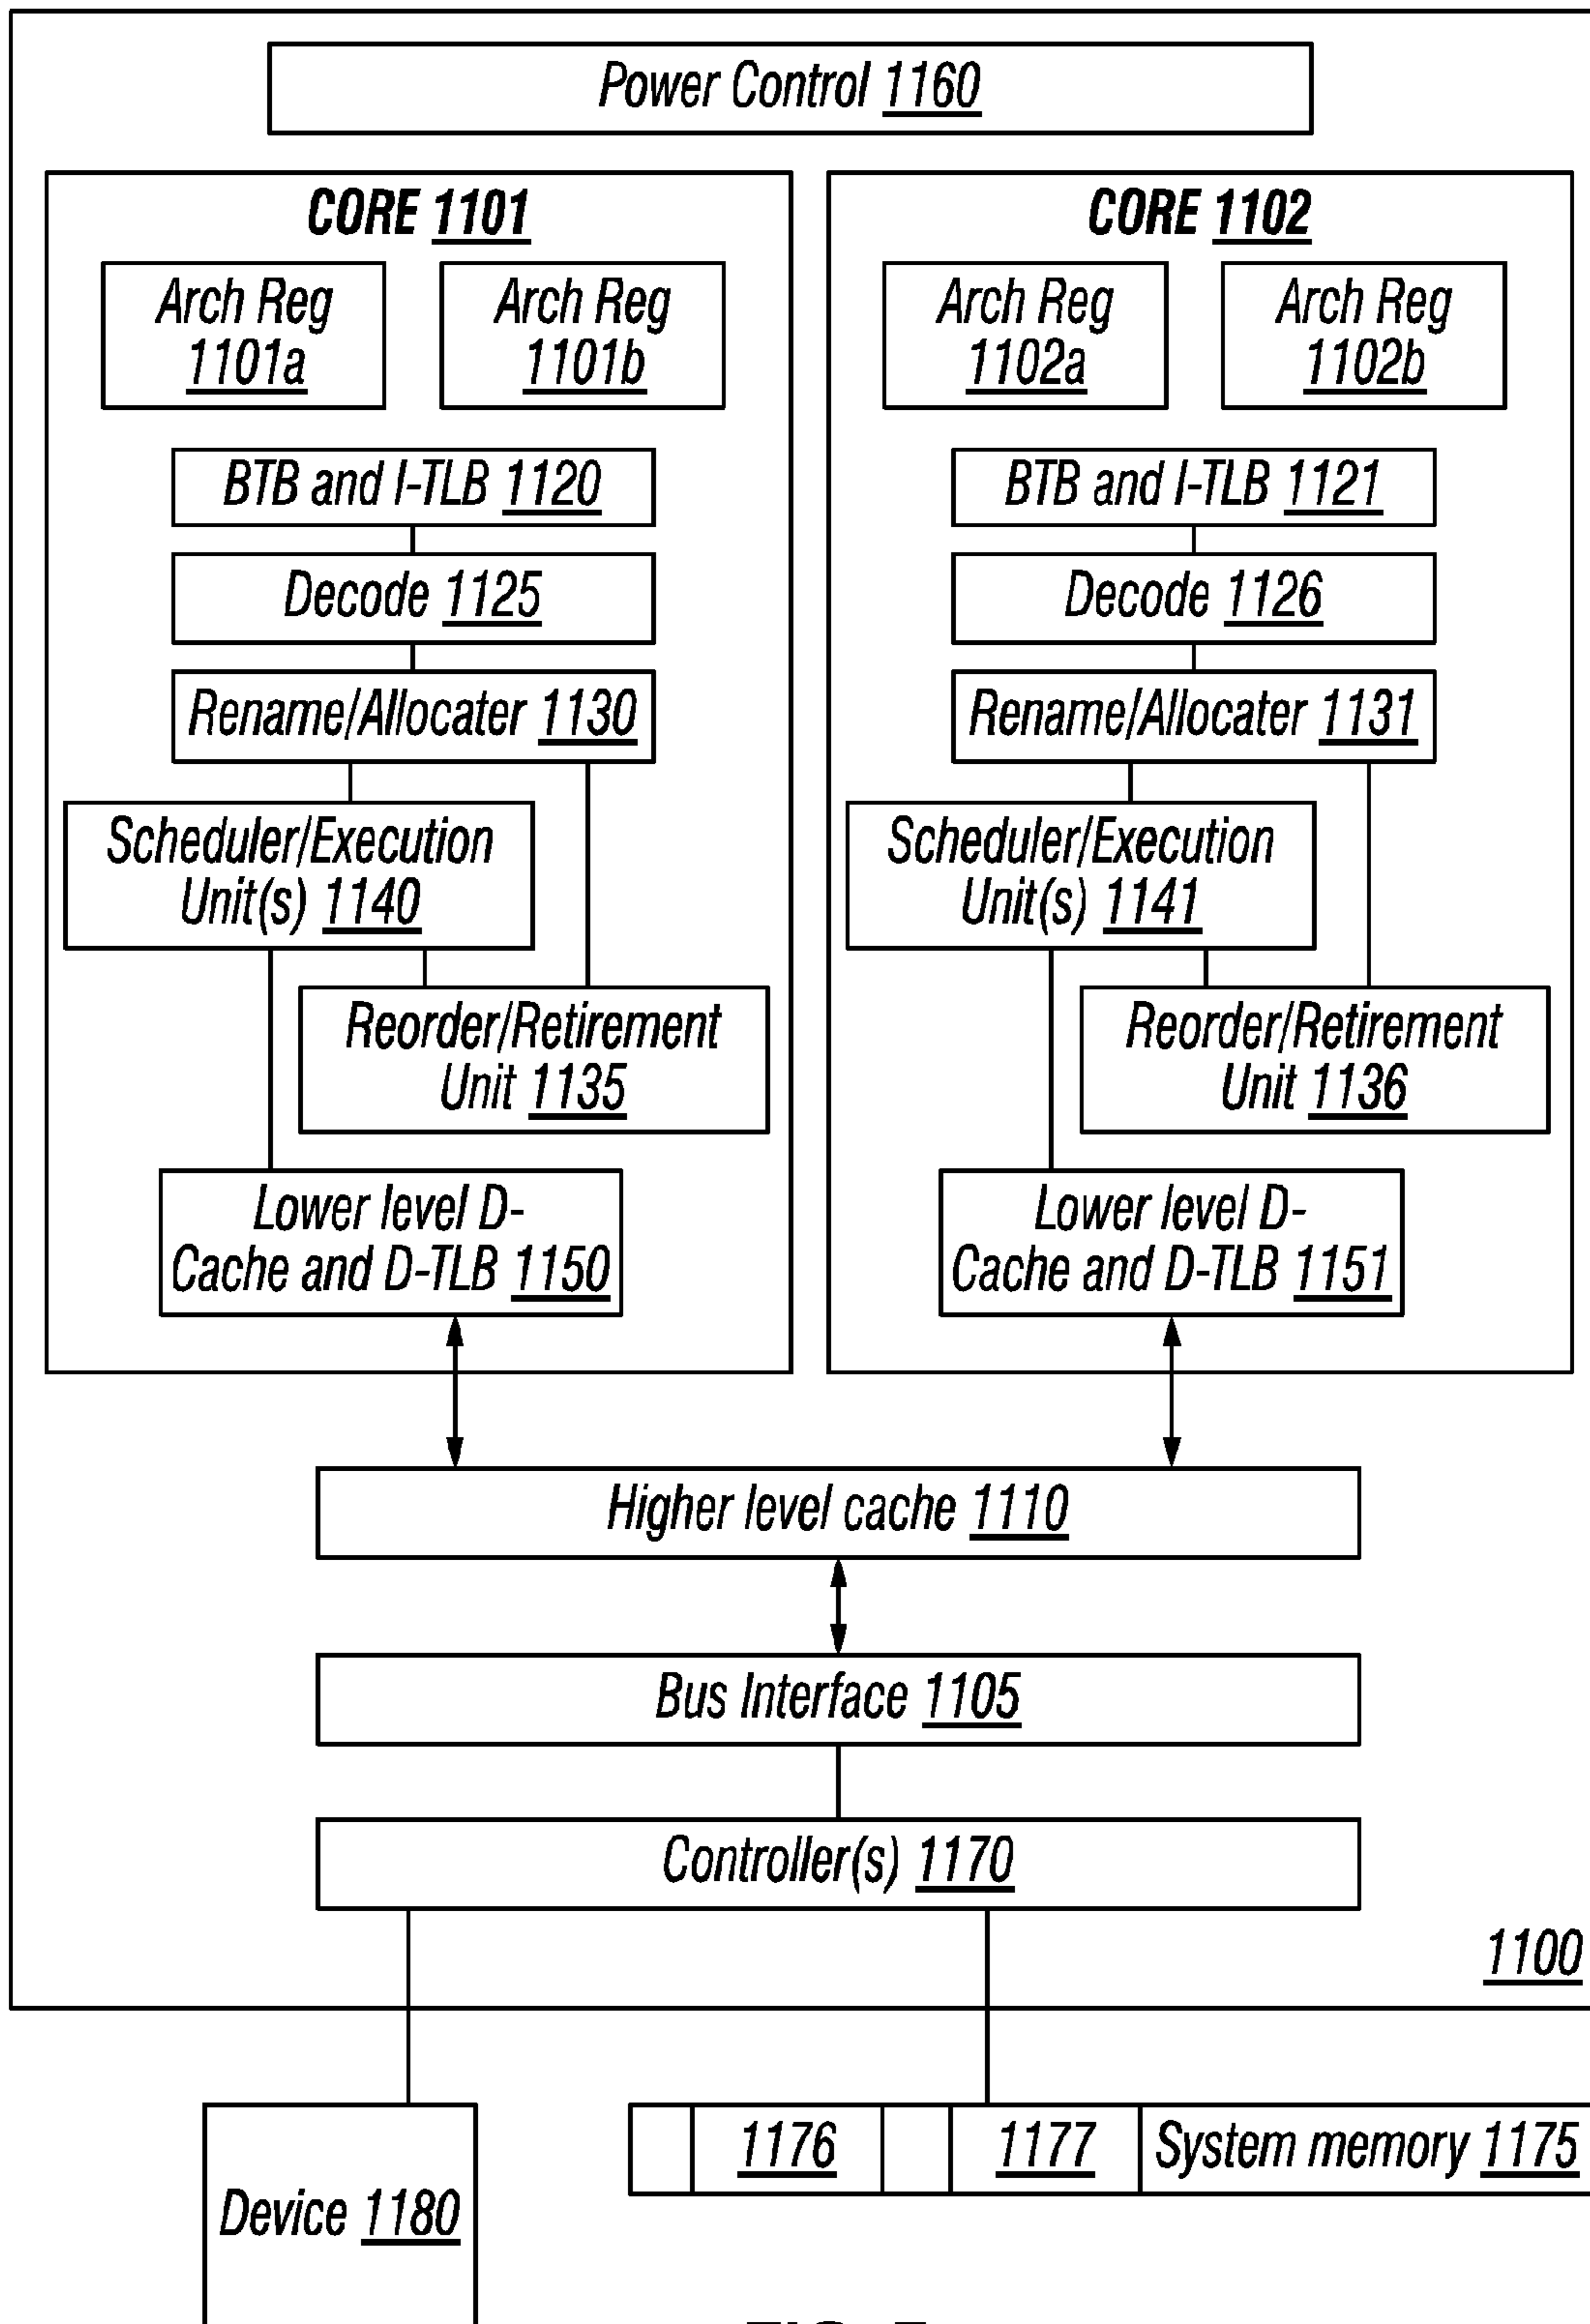 Power Control 1160
CORE 1101
Arch Reg
1101a
Arch Reg
1101b
BTB and I-TLB 1120
Decode 1125
Rename/Allocater 1130
Scheduler/Execution
Unit(s) 1140
Reorder/Retirement
Unit 1135
Lower level D-
Cache and D-TLB 1150
CORE 1102
Arch Reg
1102a
Arch Reg
1102b
BTB and I-TLB 1121
Decode 1126
Rename/Allocater 1131
Scheduler/Execution
Unit(s) 1141
Reorder/Retirement
Unit 1136
Lower level D-
Cache and D-TLB 1151
Higher level cache 1110
Bus Interface 1105
Controller(s) 1170
1100
1176
1177
System memory 1175
Device 1180